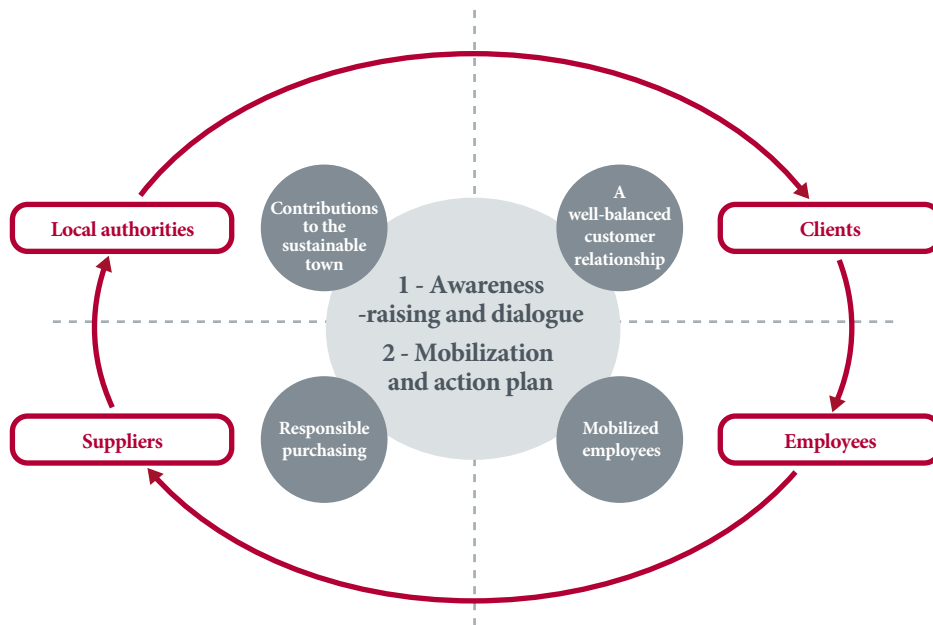 Local authorities
Contributions
to the
sustainable
town
A
well-balanced
customer
relationship
Clients
1 - Awareness
-raising and dialogue
2 - Mobilization
and action plan
Suppliers
Responsible
purchasing
Mobilized
employees
Employees